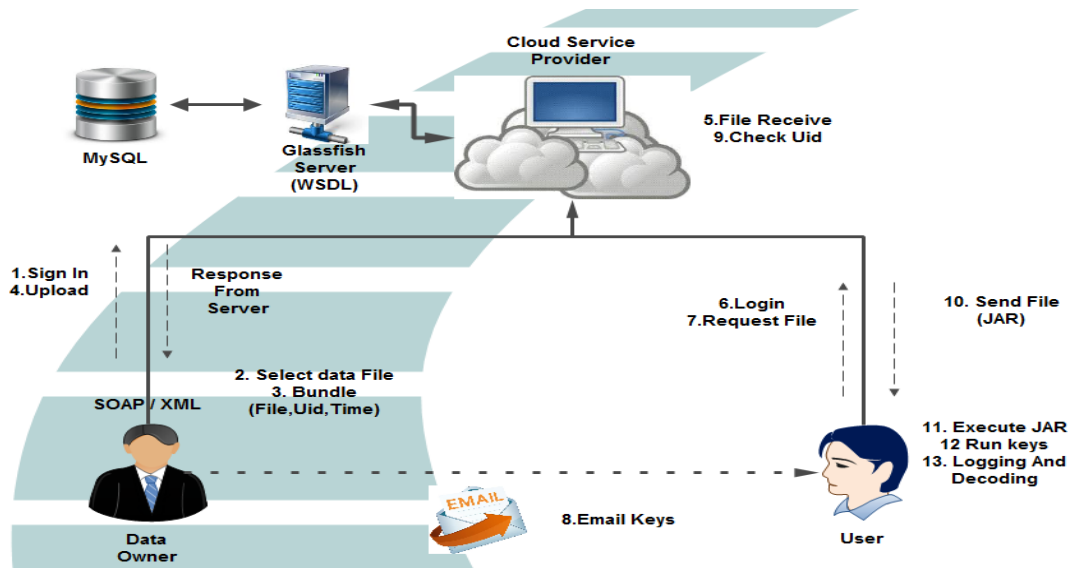 Cloud Service
Provider
MySQL
Glassfish
Server
(WSDL)
5.File Receive
9.Check Uid
1.Sign In
4.Upload
Response
From
Server
6.Login
7.Request File
10. Send File
(JAR)
2. Select data File
3. Bundle
(File,Uid,Time)
SOAP / XML
11. Execute JAR
12 Run keys
13. Logging And
Decoding
EMAIL
8.Email Keys
Data
Owner
User